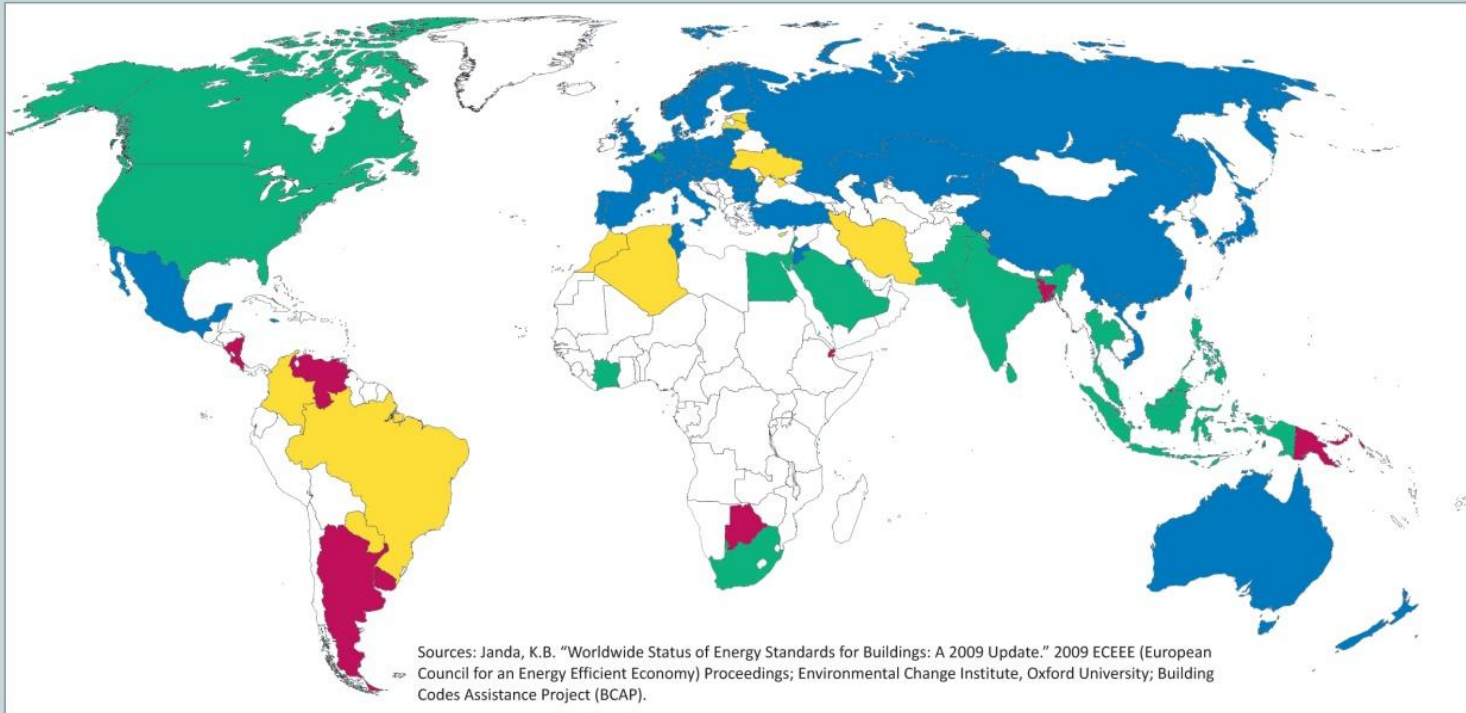 Sources: Janda, K.B. "Worldwide Status of Energy Standards for Buildings: A 2009 Update." 2009 ECEEE (European
Council for an Energy Efficient Economy) Proceedings; Environmental Change Institute, Oxford University; Building
Codes Assistance Project (BCAP).